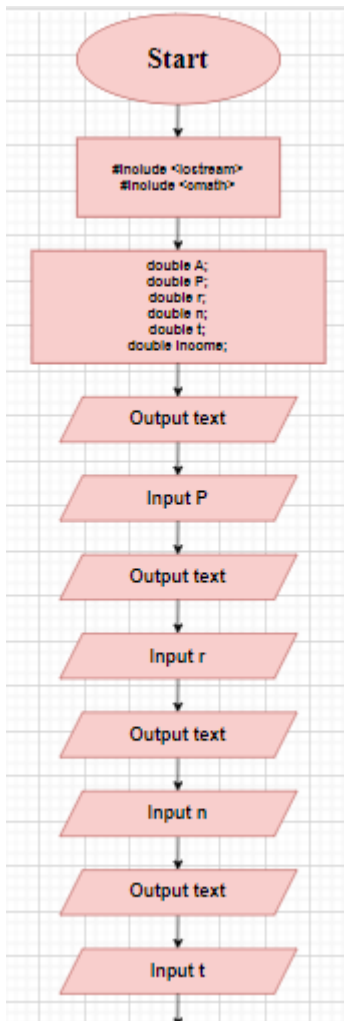 Start
#Include <iostream>
#Include <cmath>
double A;
double P;
double r;
double n;
double t;
double Income;
Output text
Input P
Output text
Input r
Output text
Input n
Output text
Input t